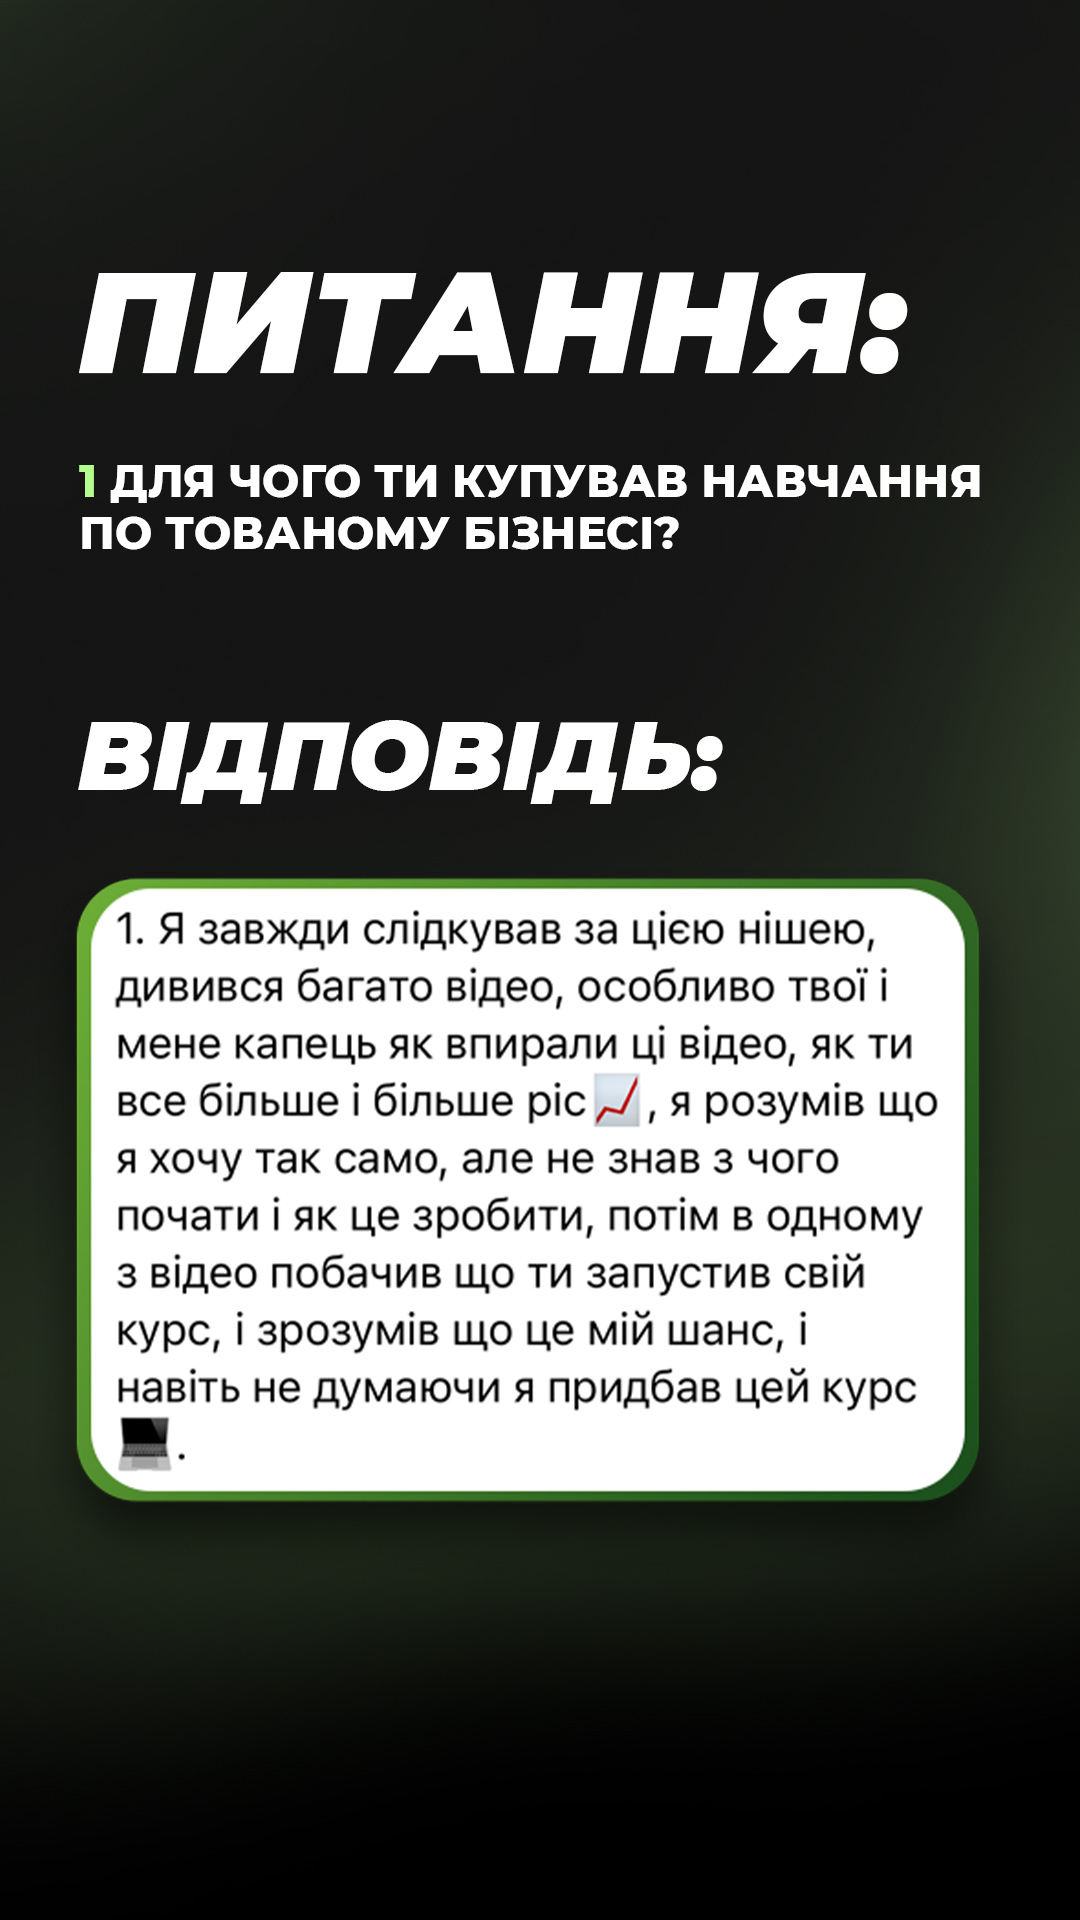 ПИТАННЯ:
1 ДЛЯ ЧОГО ТИ КУПУВАВ НАВЧАННЯ
ПО ТОВАНОМУ БІЗНЕСІ?
ВІДПОВІДЬ:
1. Я завжди слідкував за цією нішею,
дивився багато відео, особливо твої і
мене капець як впирали ці відео, як ти
все більше і більше ріс📈, я розумів що
я хочу так само, але не знав з чого
почати і як це зробити, потім в одному
з відео побачив що ти запустив свій
курс, і зрозумів що це мій шанс, і
навіть не думаючи я придбав цей курс
💻.